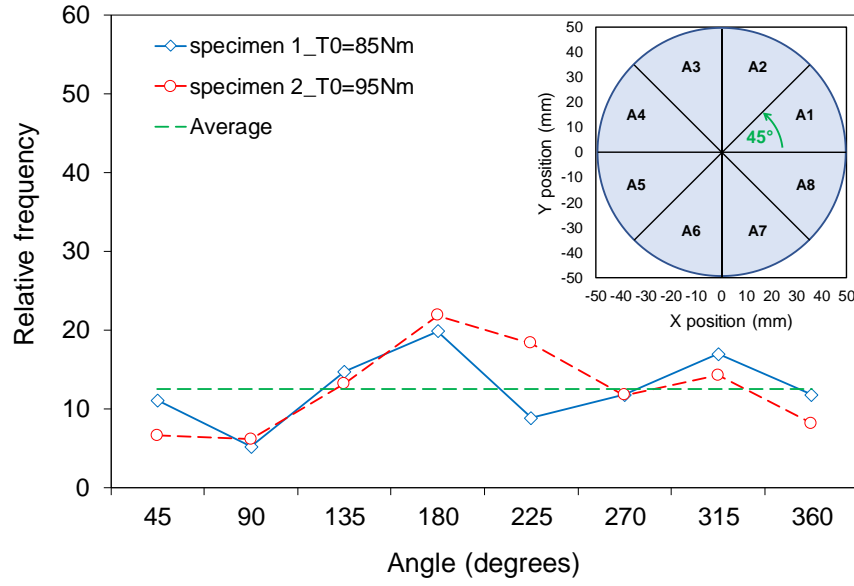 60
50
40
30
20
10
0
Relative frequency
specimen 1_T0=85Nm
specimen 2_T0=95Nm
Average
45
90
135
180
225
270
315
360
Angle (degrees)
50
40
30
20
10
0
-10
-20
-30
-40
-50
Y position (mm)
A3
A2
A4
A1
45°
A5
A8
A6
A7
-50 -40 -30 -20 -10 0 10 20 30 40 50
X position (mm)